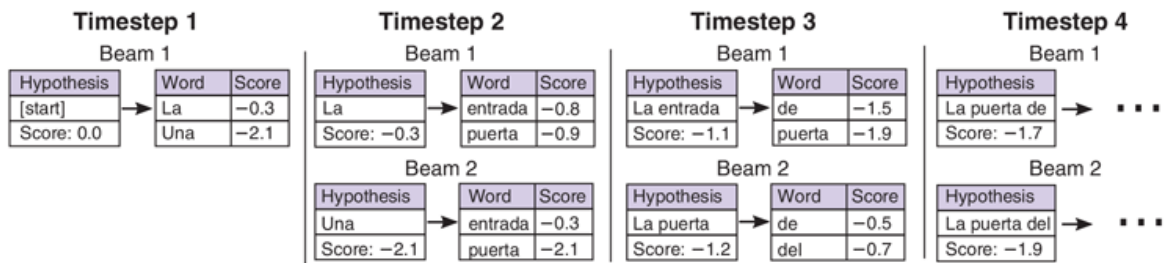 Timestep 1
Beam 1
Hypothesis
[start]
Score: 0.0
Word Score
La −0.3
Una −2.1
Timestep 2
Beam 1
Hypothesis
La
Score: −0.3
Word Score
entrada −0.8
puerta −0.9
Beam 2
Hypothesis
Una
Score: −2.1
Word Score
entrada −0.3
puerta −2.1
Timestep 3
Beam 1
Hypothesis
La entrada
Score: −1.1
Word Score
de −1.5
puerta −1.9
Beam 2
Hypothesis
La puerta
Score: −1.2
Word Score
de −0.5
del −0.7
Timestep 4
Beam 1
Hypothesis
La puerta de
Score: −1.7
...
Beam 2
Hypothesis
La puerta del
Score: −1.9
...